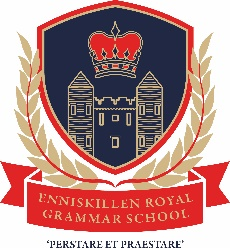 ENNISKILLEN ROYAL
GRAMMAR SCHOOL
'PERSTARE ET PRAESTARE'